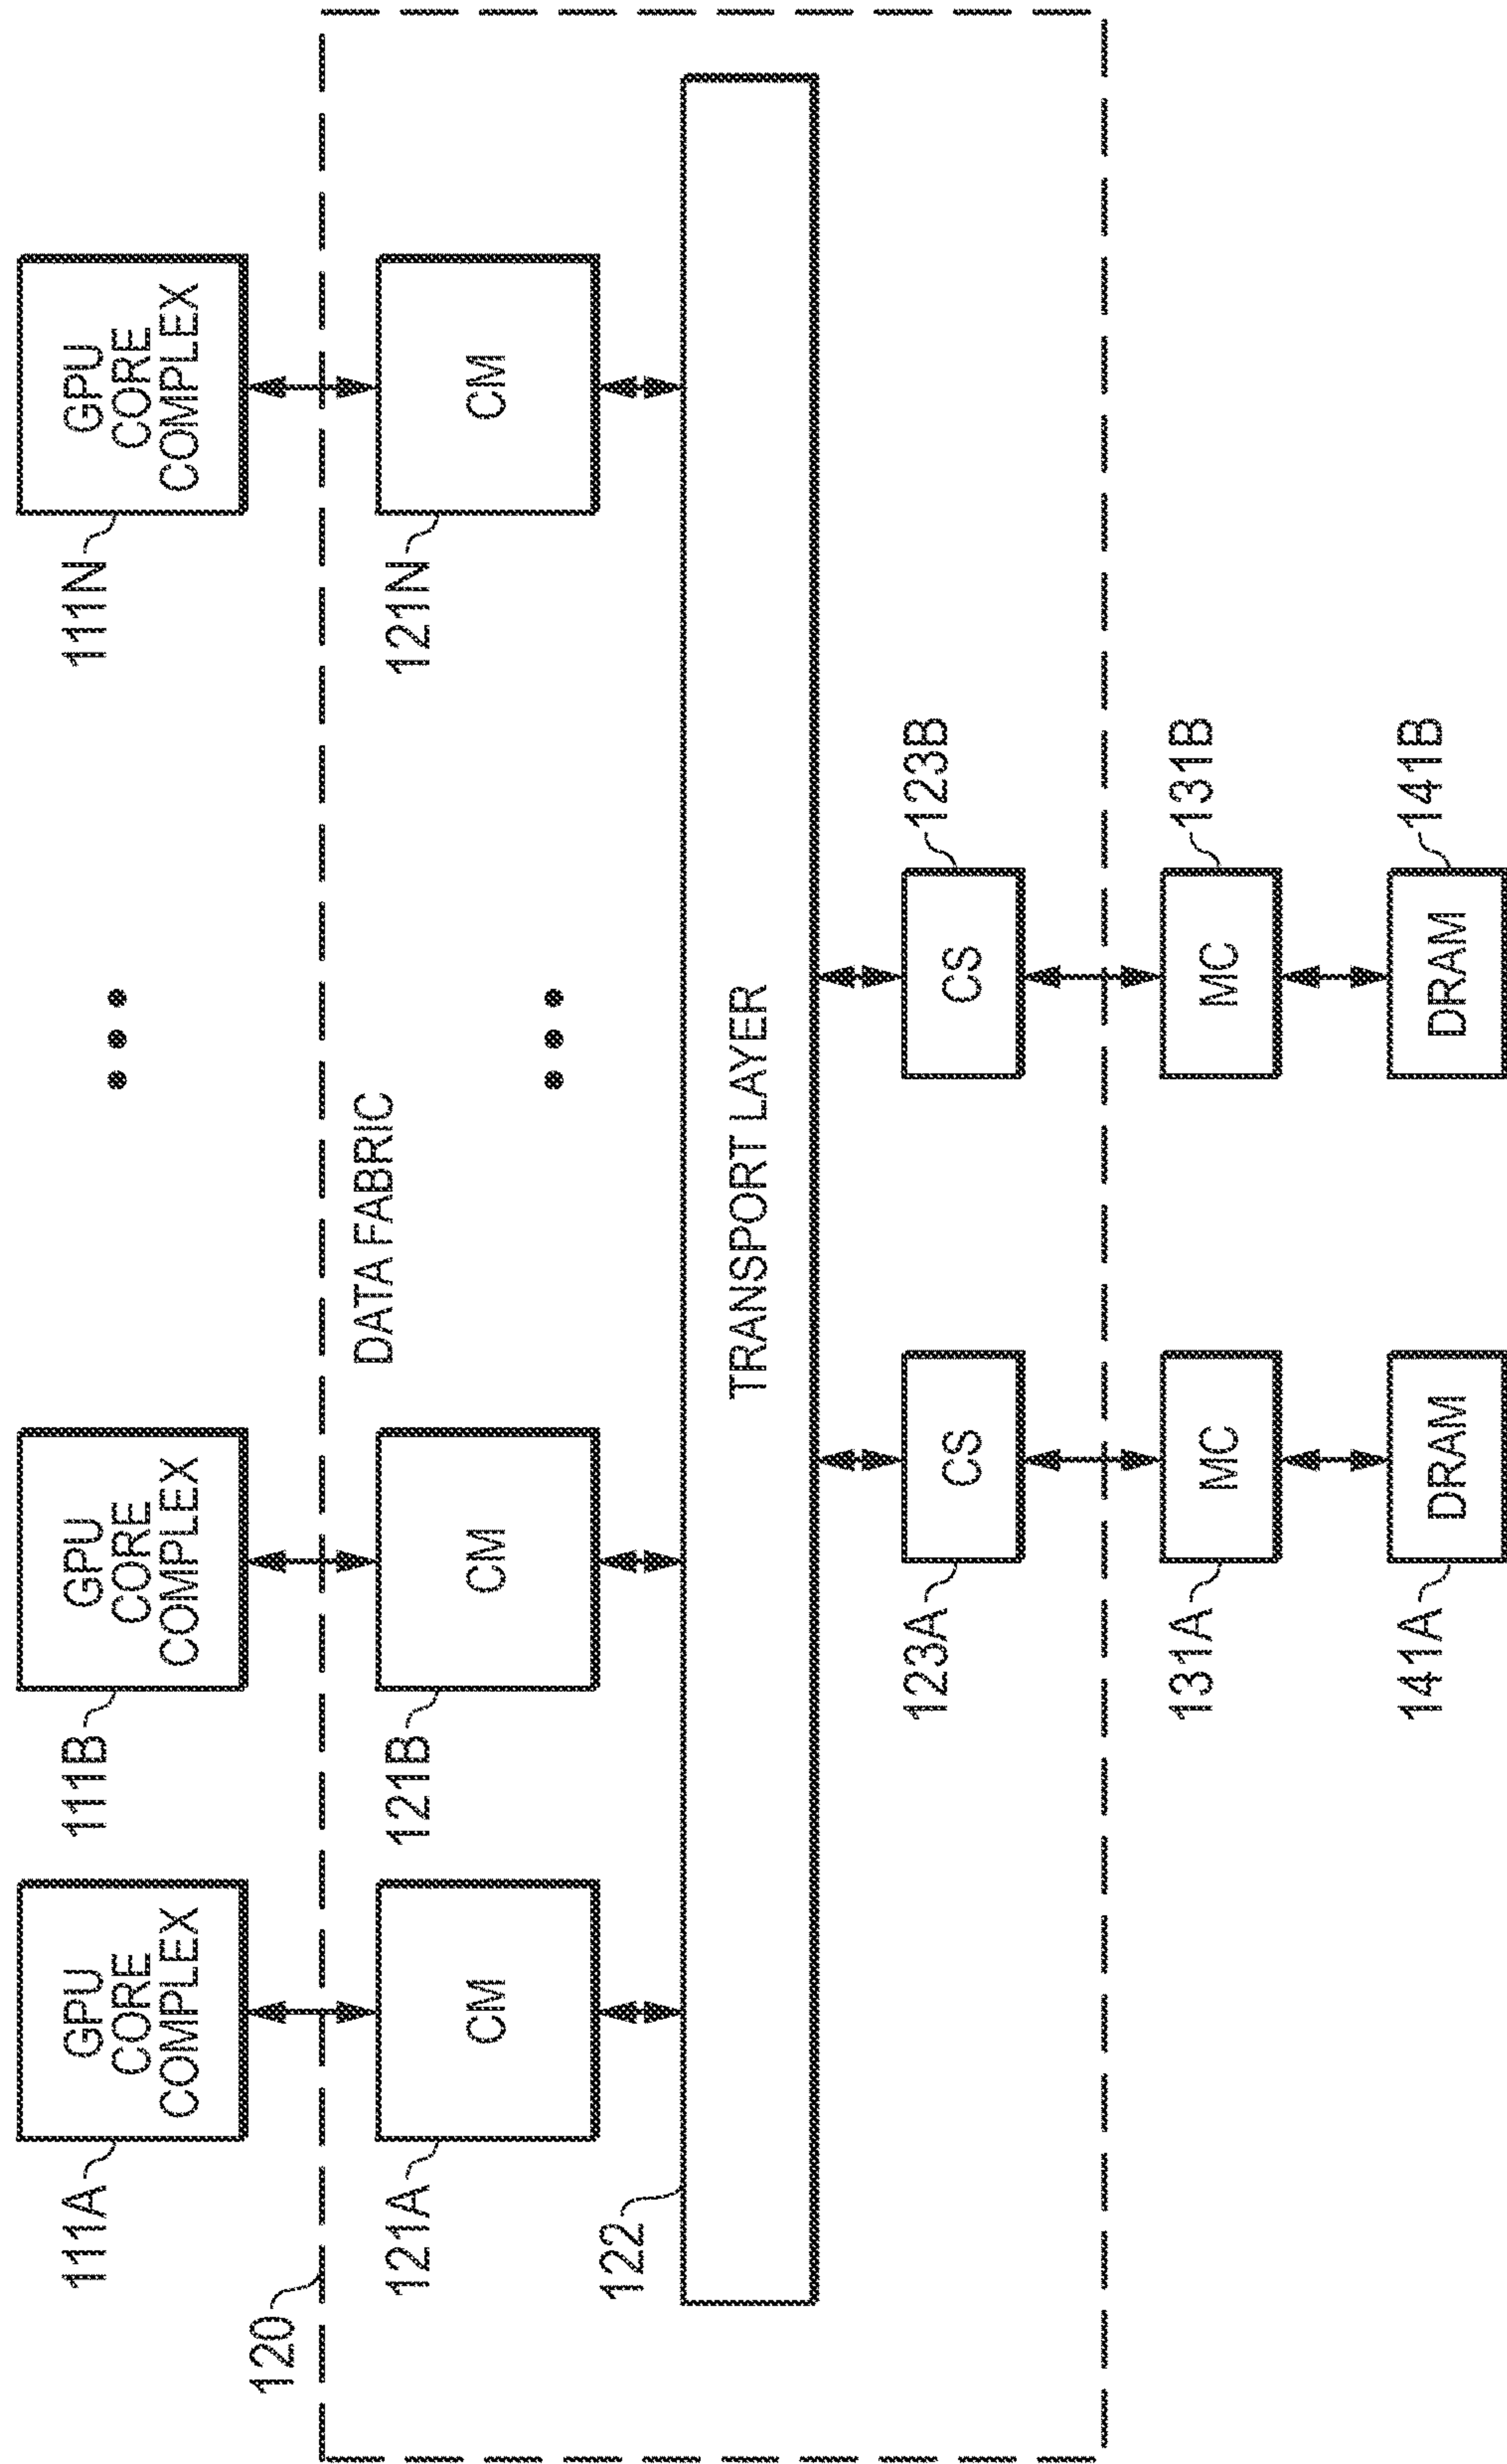 111A
GPU
CORE
COMPLEX
111B
GPU
CORE
COMPLEX
111N
GPU
CORE
COMPLEX
120
DATA FABRIC
121A
CM
121B
CM
121N
CM
122
TRANSPORT LAYER
123A
CS
CS
123B
131A
MC
MC
131B
141A
DRAM
DRAM
141B